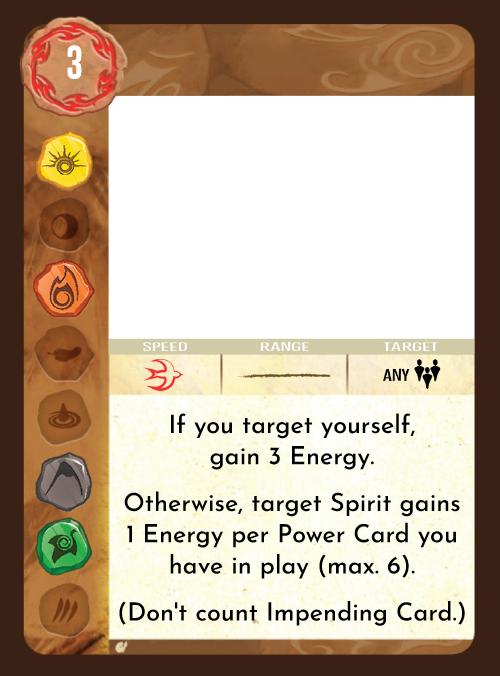 3
SPEED RANGE TARGET
ANY
If you target yourself,
gain 3 Energy.
Otherwise, target Spirit gains
1 Energy per Power Card you
have in play (max. 6).
(Don't count Impending Card.)